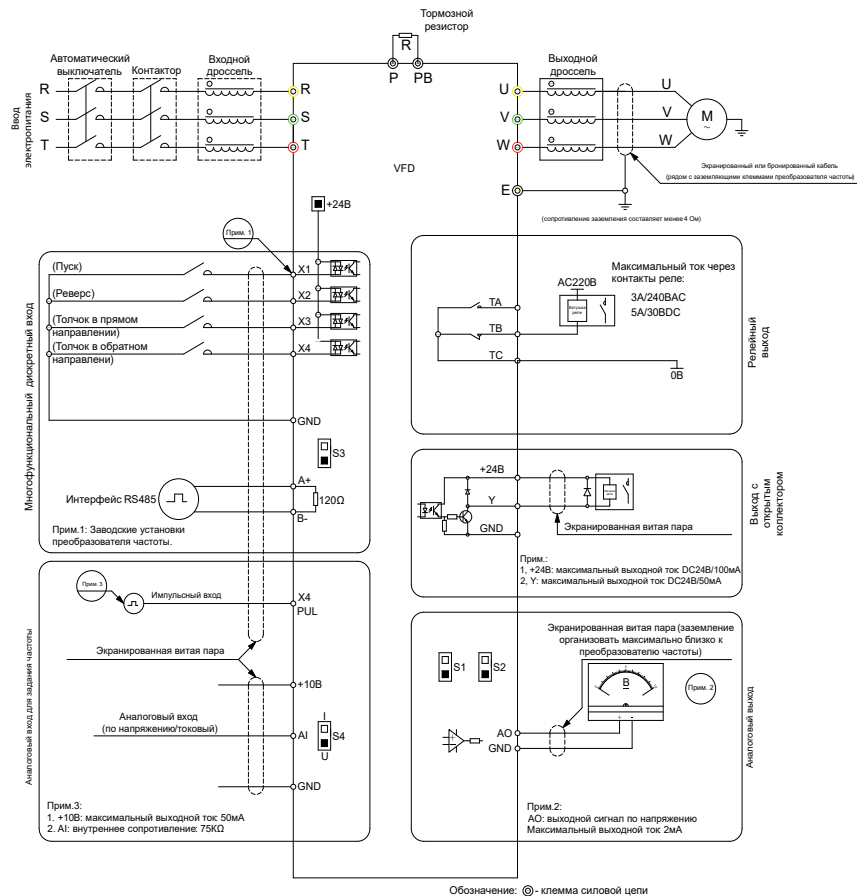 Тормозной
резистор
R
P PB
Автоматический
выключатель
Контактор
Входной
дроссель
Выходной
дроссель
Ввод
электропитания
R
S
T
R
S
T
U
V
W
U
V
W
M
~
VFD
E
Экранированный или бронированный кабель
(рядом с заземляющими клеммами преобразователя частоты)
(сопротивление заземления составляет менее 4 Ом)
+24В
Прим. 1
Многофункциональный дискретный вход
(Пуск)
X1
(Реверс)
X2
(Толчок в прямом
направлении)
X3
(Толчок в обратном
направлени)
X4
GND
S3
A+
Интерфейс RS485
120Ω
B-
Прим.1: Заводские установки
преобразователя частоты.
Релейный
выход
Максимальный ток через
контакты реле:
3А/240ВАС
5А/30ВDC
AC220В
Катушка
реле
TA
TB
TC
0В
Выход с
открытым
коллектором
+24В
Y
GND
Экранированная витая пара
Прим.:
1, +24В: максимальный выходной ток: DC24В/100мА
2, Y: максимальный выходной ток: DC24В/50мА
Аналоговый вход для задания частоты
Прим. 3
Импульсный вход
X4
PUL
Экранированная витая пара
+10В
Аналоговый вход
(по напряжению/токовый)
AI
I
S4
U
GND
Прим.3:
1. +10В: максимальный выходной ток: 50мА
2. AI: внутреннее сопротивление: 75KΩ
Аналоговый выход
Экранированная витая пара (заземление
организовать максимально близко к
преобразователю частоты)
S1
S2
В
Прим. 2
+ -
AO
GND
Прим.2:
АО: выходной сигнал по напряжению
Максимальный выходной ток: 2мА
Обозначение: - клемма силовой цепи